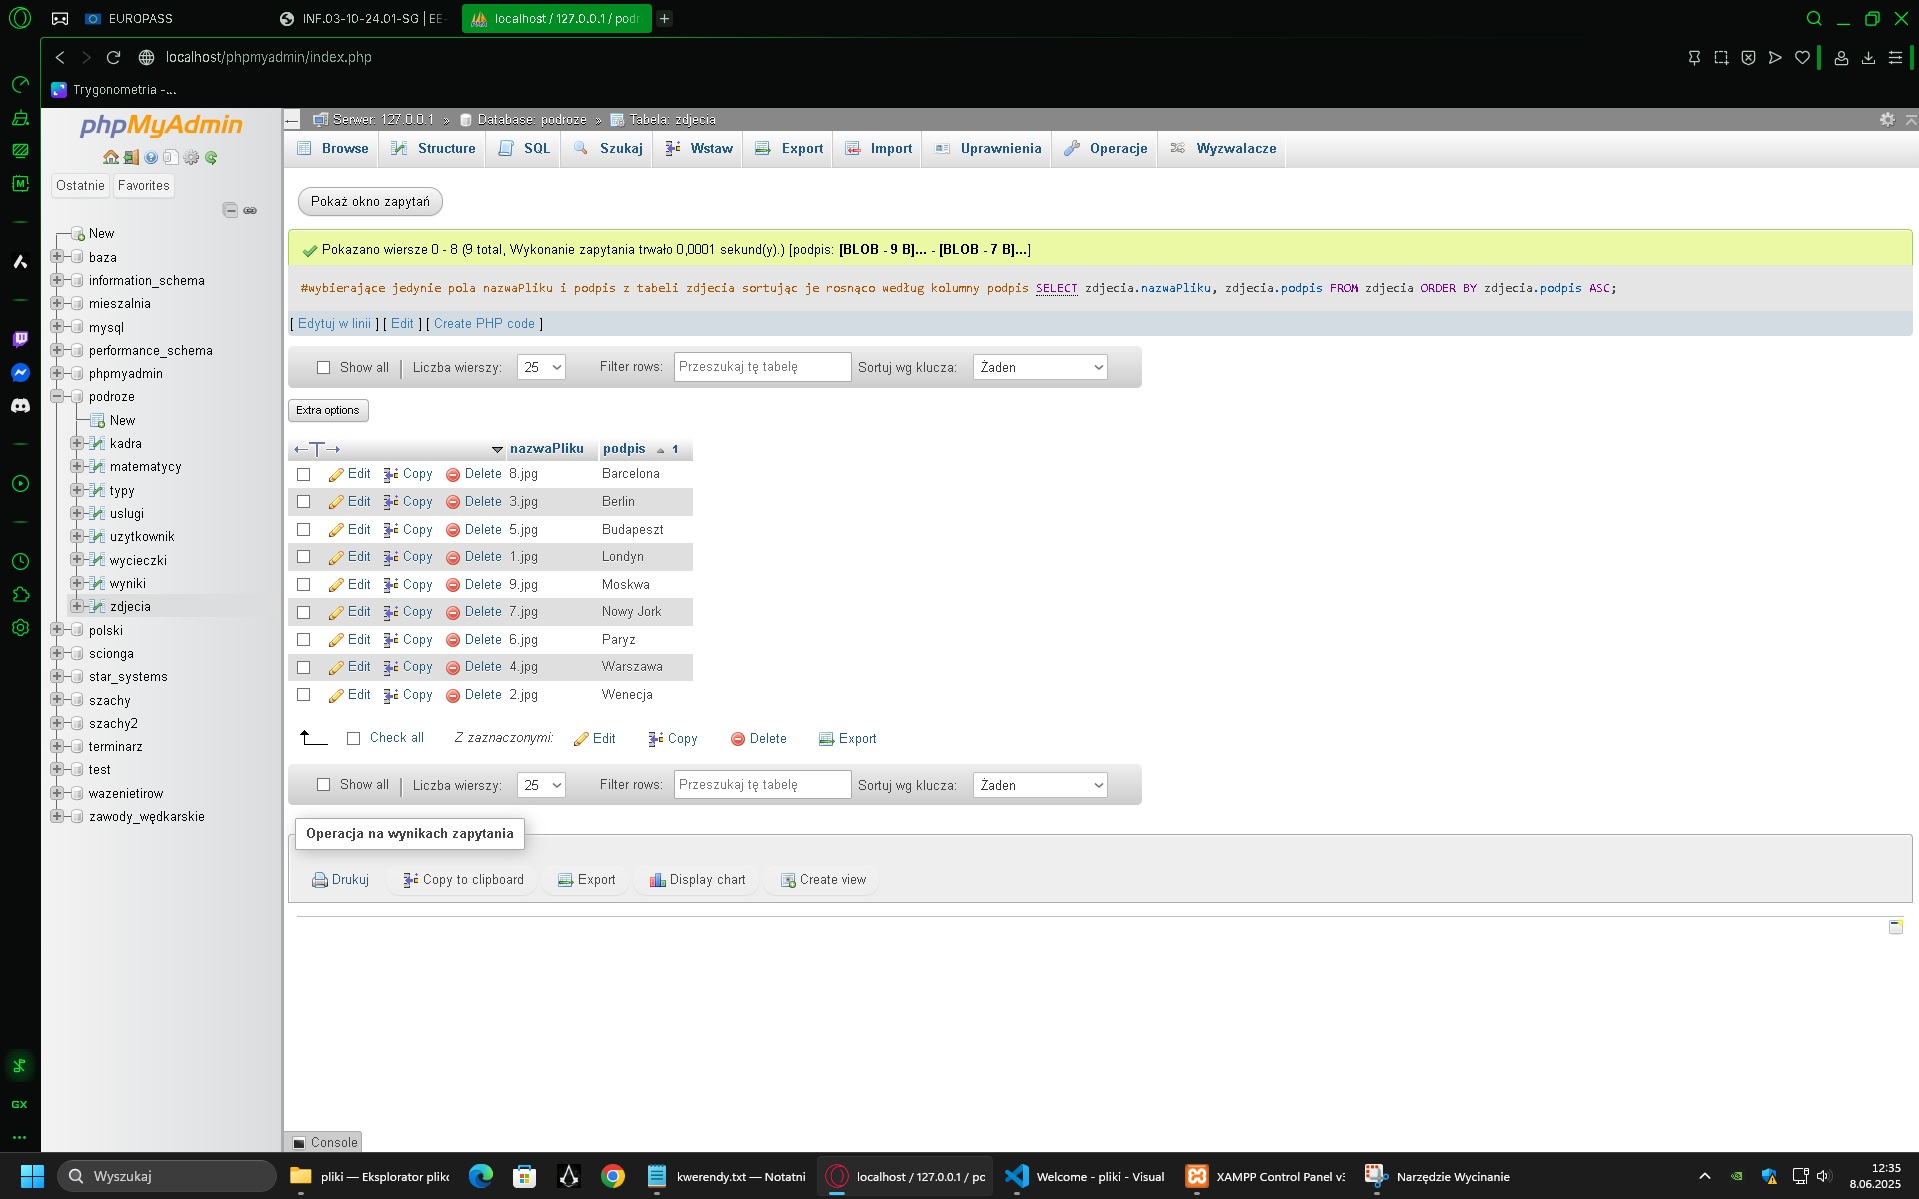 EUROPASS
INF.03-10-24.01-SG | EE-
localhost / 127.0.0.1 / podr
localhost/phpmyadmin/index.php
Trygonometria -...
phpMyAdmin
Ostatnie
Favorites
New
baza
information_schema
mieszalnia
mysql
performance_schema
phpmyadmin
podroze
New
kadra
matematycy
typy
uslugi
uzytkownik
wycieczki
wyniki
zdjecia
polski
scionga
star_systems
szachy
szachy2
terminarz
test
wazenietirow
zawody_wędkarskie
Serwer: 127.0.0.1 » Database: podroze » Tabela: zdjecia
Browse Structure SQL Szukaj Wstaw Export Import Uprawnienia Operacje Wyzwalacze
Pokaż okno zapytań
Pokazano wiersze 0 - 8 (9 total, Wykonanie zapytania trwało 0,0001 sekund(y).) [podpis: [BLOB - 9 B]... - [BLOB - 7 B]...]
#wybierające jedynie pola nazwaPliku i podpis z tabeli zdjecia sortując je rosnąco według kolumny podpis SELECT zdjecia.nazwaPliku, zdjecia.podpis FROM zdjecia ORDER BY zdjecia.podpis ASC;
[ Edytuj w linii ] [ Edit ] [ Create PHP code ]
Show all | Liczba wierszy: 25 Filter rows: Przeszukaj tę tabelę Sortuj wg klucza: Żaden
Extra options
←T→ nazwaPliku podpis 1
Edit Copy Delete 8.jpg Barcelona
Edit Copy Delete 3.jpg Berlin
Edit Copy Delete 5.jpg Budapeszt
Edit Copy Delete 1.jpg Londyn
Edit Copy Delete 9.jpg Moskwa
Edit Copy Delete 7.jpg Nowy Jork
Edit Copy Delete 6.jpg Paryz
Edit Copy Delete 4.jpg Warszawa
Edit Copy Delete 2.jpg Wenecja
Check all Z zaznaczonymi: Edit Copy Delete Export
Show all | Liczba wierszy: 25 Filter rows: Przeszukaj tę tabelę Sortuj wg klucza: Żaden
Operacja na wynikach zapytania
Drukuj Copy to clipboard Export Display chart Create view
Console
GX
Wyszukaj
pliki — Eksplorator pliko
kwerendy.txt — Notatni
localhost / 127.0.0.1 / pc
Welcome - pliki - Visual
XAMPP Control Panel v:
Narzędzie Wycinanie
12:35
8.06.2025